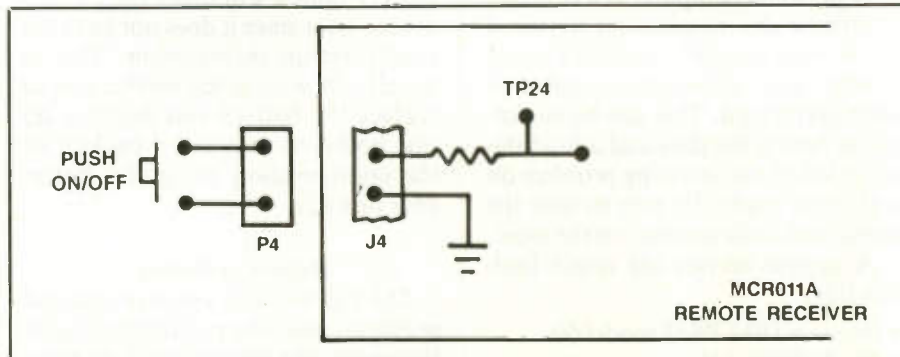 TP24
PUSH
ON/OFF
P4
J4
MCR011A
REMOTE RECEIVER